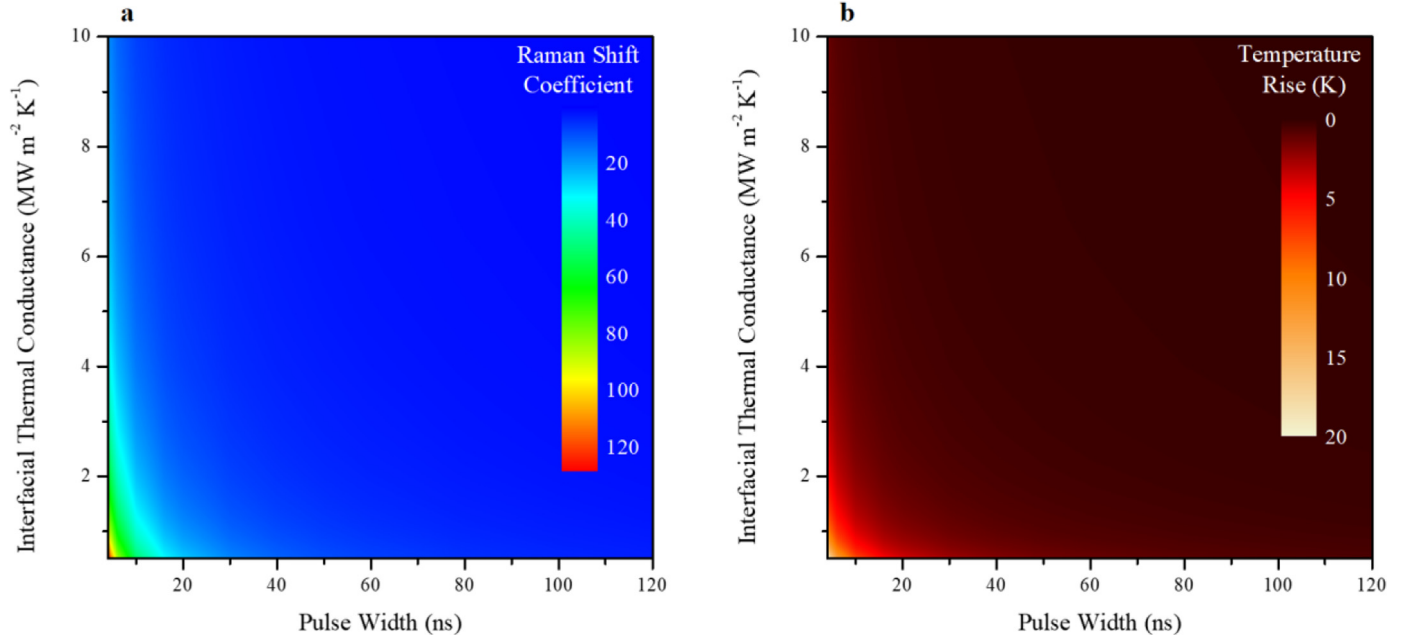 a
10
8
6
4
2
Interfacial Thermal Conductance (MW m⁻² K⁻¹)
Raman Shift
Coefficient
20
40
60
80
100
120
20 40 60 80 100 120
Pulse Width (ns)
b
10
8
6
4
2
Interfacial Thermal Conductance (MW m⁻² K⁻¹)
Temperature
Rise (K)
0
5
10
15
20
20 40 60 80 100 120
Pulse Width (ns)